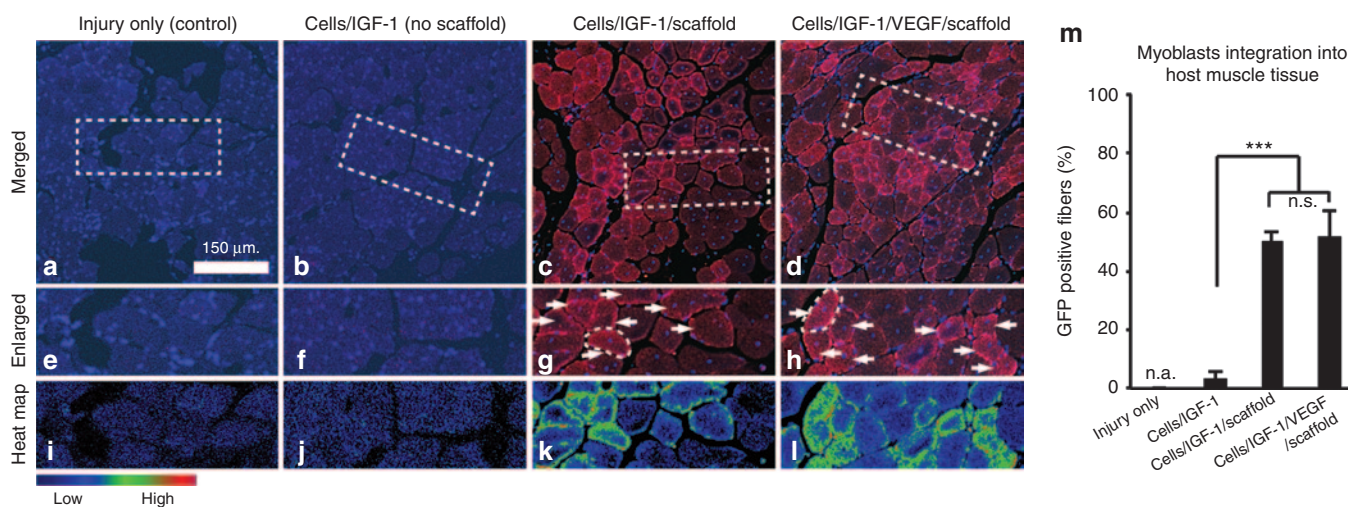 Injury only (control)
Cells/IGF-1 (no scaffold)
Cells/IGF-1/scaffold
Cells/IGF-1/VEGF/scaffold
Merged
150 μm.
a
b
c
d
Enlarged
e
f
g
h
Heat map
i
j
k
l
Low
High
m
Myoblasts integration into
host muscle tissue
GFP positive fibers (%)
100
80
60
40
20
0
***
n.s.
n.a.
Injury only
Cells/IGF-1
Cells/IGF-1/scaffold
Cells/IGF-1/VEGF
/scaffold